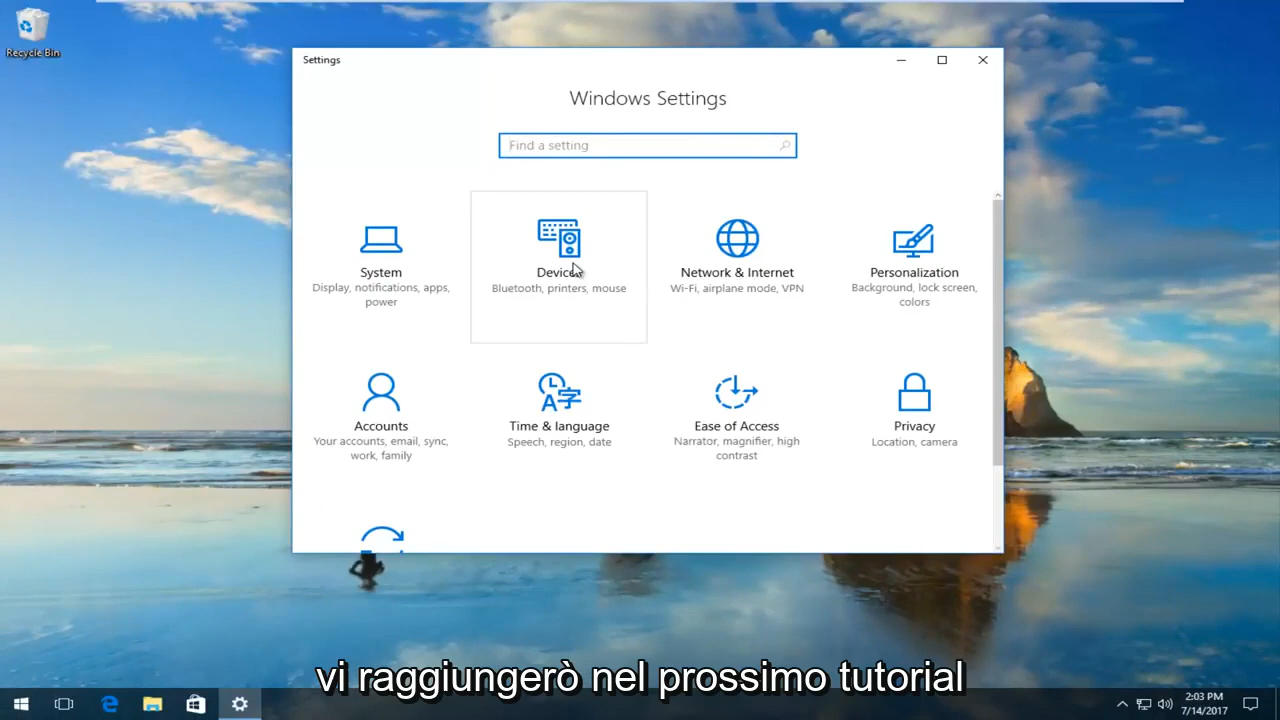 Recycle Bin
Settings
Windows Settings
Find a setting
System
Display, notifications, apps,
power
Devices
Bluetooth, printers, mouse
Network & Internet
Wi-Fi, airplane mode, VPN
Personalization
Background, lock screen,
colors
Accounts
Your accounts, email, sync,
work, family
Time & language
Speech, region, date
Ease of Access
Narrator, magnifier, high
contrast
Privacy
Location, camera
vi raggiungerò nel prossimo tutorial
2:03 PM
7/14/2017